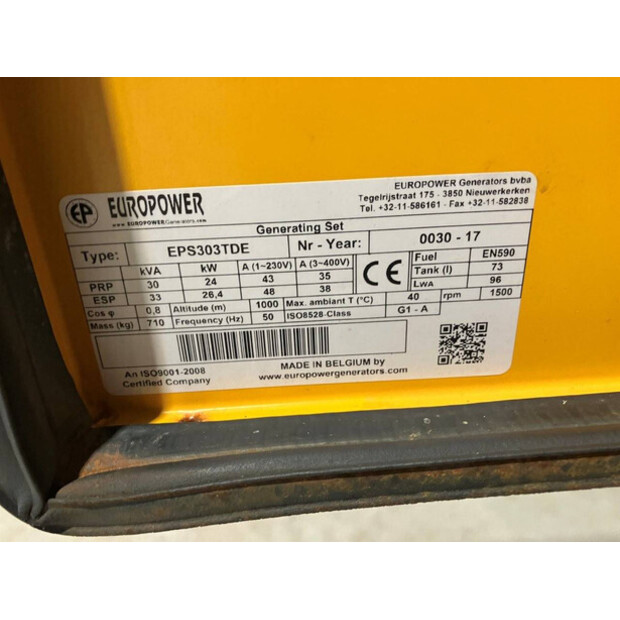 EP EUROPOWER
www.EUROPOWERGenerators.com
EUROPOWER Generators bvba
Tegelrijstraat 175 - 3850 Nieuwerkerken
Tel. +32-11-586161 - Fax +32-11-582838
Generating Set
Type: EPS303TDE Nr - Year: 0030 - 17
kVA kW A (1~230V) A (3~400V) Fuel EN590
PRP 30 24 43 35 CE Tank (l) 73
ESP 33 26,4 48 38 LWA 96
Cos φ 0,8 Altitude (m) 1000 Max. ambiant T (°C) 40 rpm 1500
Mass (kg) 710 Frequency (Hz) 50 ISO8528-Class G1 - A
An ISO9001-2008
Certified Company
MADE IN BELGIUM by
www.europowergenerators.com